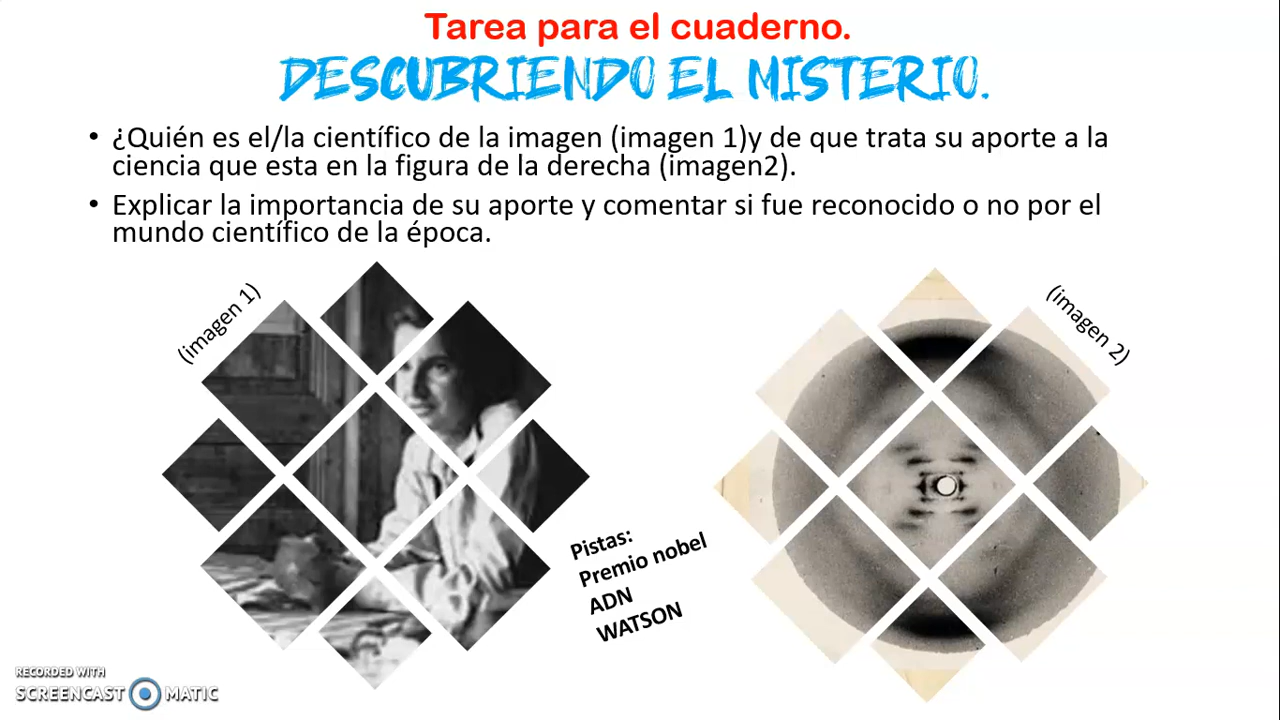 Tarea para el cuaderno.
DESCUBRIENDO EL MISTERIO.
• ¿Quién es el/la científico de la imagen (imagen 1)y de que trata su aporte a la
ciencia que esta en la figura de la derecha (imagen2).
• Explicar la importancia de su aporte y comentar si fue reconocido o no por el
mundo científico de la época.
(imagen 1)
(imagen 2)
Pistas:
Premio nobel
ADN
WATSON
RECORDED WITH
SCREENCAST MATIC